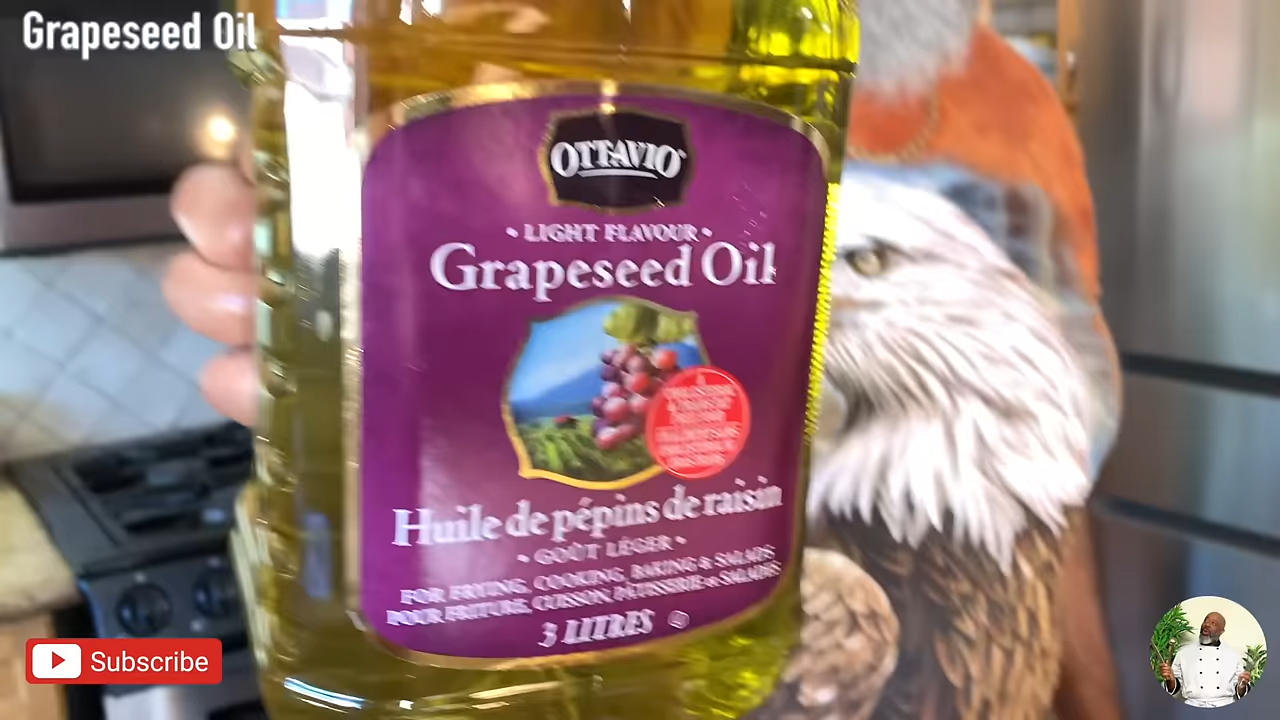 Grapeseed Oil
OTTAVIO
• LIGHT FLAVOUR •
Grapeseed Oil
Huile de pépins de raisin
• GOÛT LÉGER •
FOR FRYING, COOKING, BAKING & SALADS
POUR FRITURE, CUISSON, PATISSERIE et SALADES
3 LITRES
Subscribe